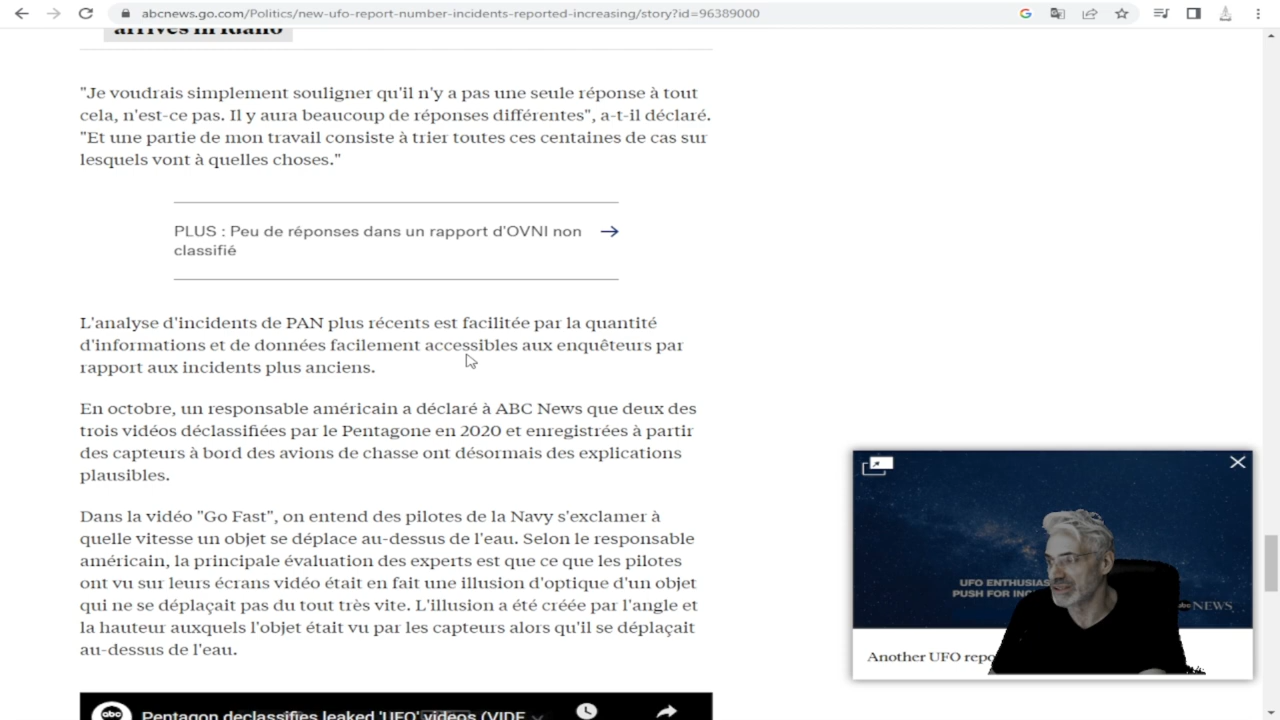 abcnews.go.com/Politics/new-ufo-report-number-incidents-reported-increasing/story?id=96389000
arrives in Idaho
"Je voudrais simplement souligner qu'il n'y a pas une seule réponse à tout
cela, n'est-ce pas. Il y aura beaucoup de réponses différentes", a-t-il déclaré.
"Et une partie de mon travail consiste à trier toutes ces centaines de cas sur
lesquels vont à quelles choses."
PLUS : Peu de réponses dans un rapport d'OVNI non
classifié
L'analyse d'incidents de PAN plus récents est facilitée par la quantité
d'informations et de données facilement accessibles aux enquêteurs par
rapport aux incidents plus anciens.
En octobre, un responsable américain a déclaré à ABC News que deux des
trois vidéos déclassifiées par le Pentagone en 2020 et enregistrées à partir
des capteurs à bord des avions de chasse ont désormais des explications
plausibles.
Dans la vidéo "Go Fast", on entend des pilotes de la Navy s'exclamer à
quelle vitesse un objet se déplace au-dessus de l'eau. Selon le responsable
américain, la principale évaluation des experts est que ce que les pilotes
ont vu sur leurs écrans vidéo était en fait une illusion d'optique d'un objet
qui ne se déplaçait pas du tout très vite. L'illusion a été créée par l'angle et
la hauteur auxquels l'objet était vu par les capteurs alors qu'il se déplaçait
au-dessus de l'eau.
abc
Pentagon declassifies leaked 'UFO' videos (VIDE
UFO ENTHUSIAS
PUSH FOR IN
NEWS
Another UFO repo